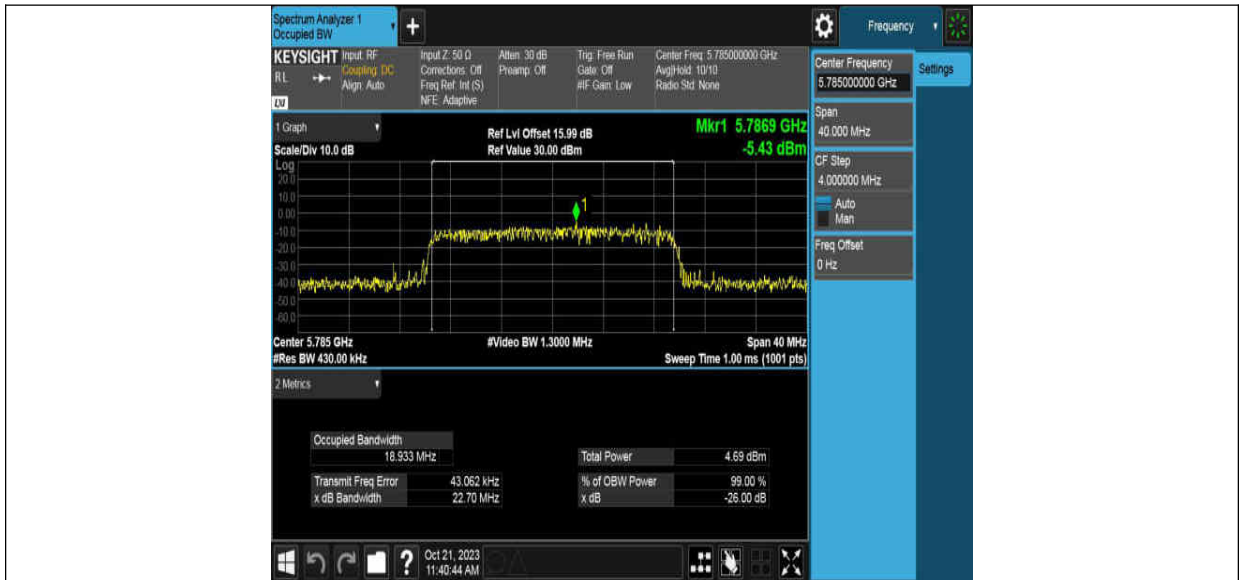 Spectrum Analyzer 1
Occupied BW
+
Frequency
KEYSIGHT
RL
LXI
Input: RF
Coupling: DC
Align: Auto
Input Z: 50 Ω
Corrections: Off
Freq Ref: Int (S)
NFE: Adaptive
Atten: 30 dB
Preamp: Off
Trig: Free Run
Gate: Off
#IF Gain: Low
Center Freq: 5.785000000 GHz
Avg|Hold: 10/10
Radio Std: None
Center Frequency
5.785000000 GHz
Settings
Span
40.000 MHz
CF Step
4.000000 MHz
Auto
Man
Freq Offset
0 Hz
1 Graph
Scale/Div 10.0 dB
Ref Lvl Offset 15.99 dB
Ref Value 30.00 dBm
Mkr1 5.7869 GHz
-5.43 dBm
Log
20.0
10.0
0.00
-10.0
-20.0
-30.0
-40.0
-50.0
-60.0
1
Center 5.785 GHz
#Video BW 1.3000 MHz
Span 40 MHz
#Res BW 430.00 kHz
Sweep Time 1.00 ms (1001 pts)
2 Metrics
Occupied Bandwidth
18.933 MHz
Total Power 4.69 dBm
Transmit Freq Error 43.062 kHz
% of OBW Power 99.00 %
x dB Bandwidth 22.70 MHz
x dB -26.00 dB
?
Oct 21, 2023
11:40:44 AM